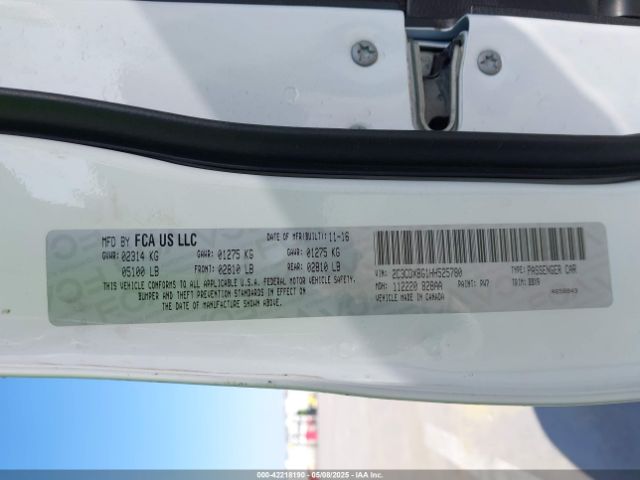 MFD BY FCA US LLC DATE OF MFR(BUILT): 11-16
GVWR: 02314 KG GAWR: 01275 KG GAWR: 01275 KG
05100 LB FRONT: 02810 LB REAR: 02810 LB
THIS VEHICLE CONFORMS TO ALL APPLICABLE U.S.A. FEDERAL MOTOR VEHICLE SAFETY,
BUMPER AND THEFT PREVENTION STANDARDS IN EFFECT ON
THE DATE OF MANUFACTURE SHOWN ABOVE.
VIN: 2C3CDXBG1HH525780 TYPE: PASSENGER CAR
MDH: 112220 828AA PAINT: PW7 TRIM:
MADE IN CANADA
000-42218190 - 05/08/2025 - IAA Inc.